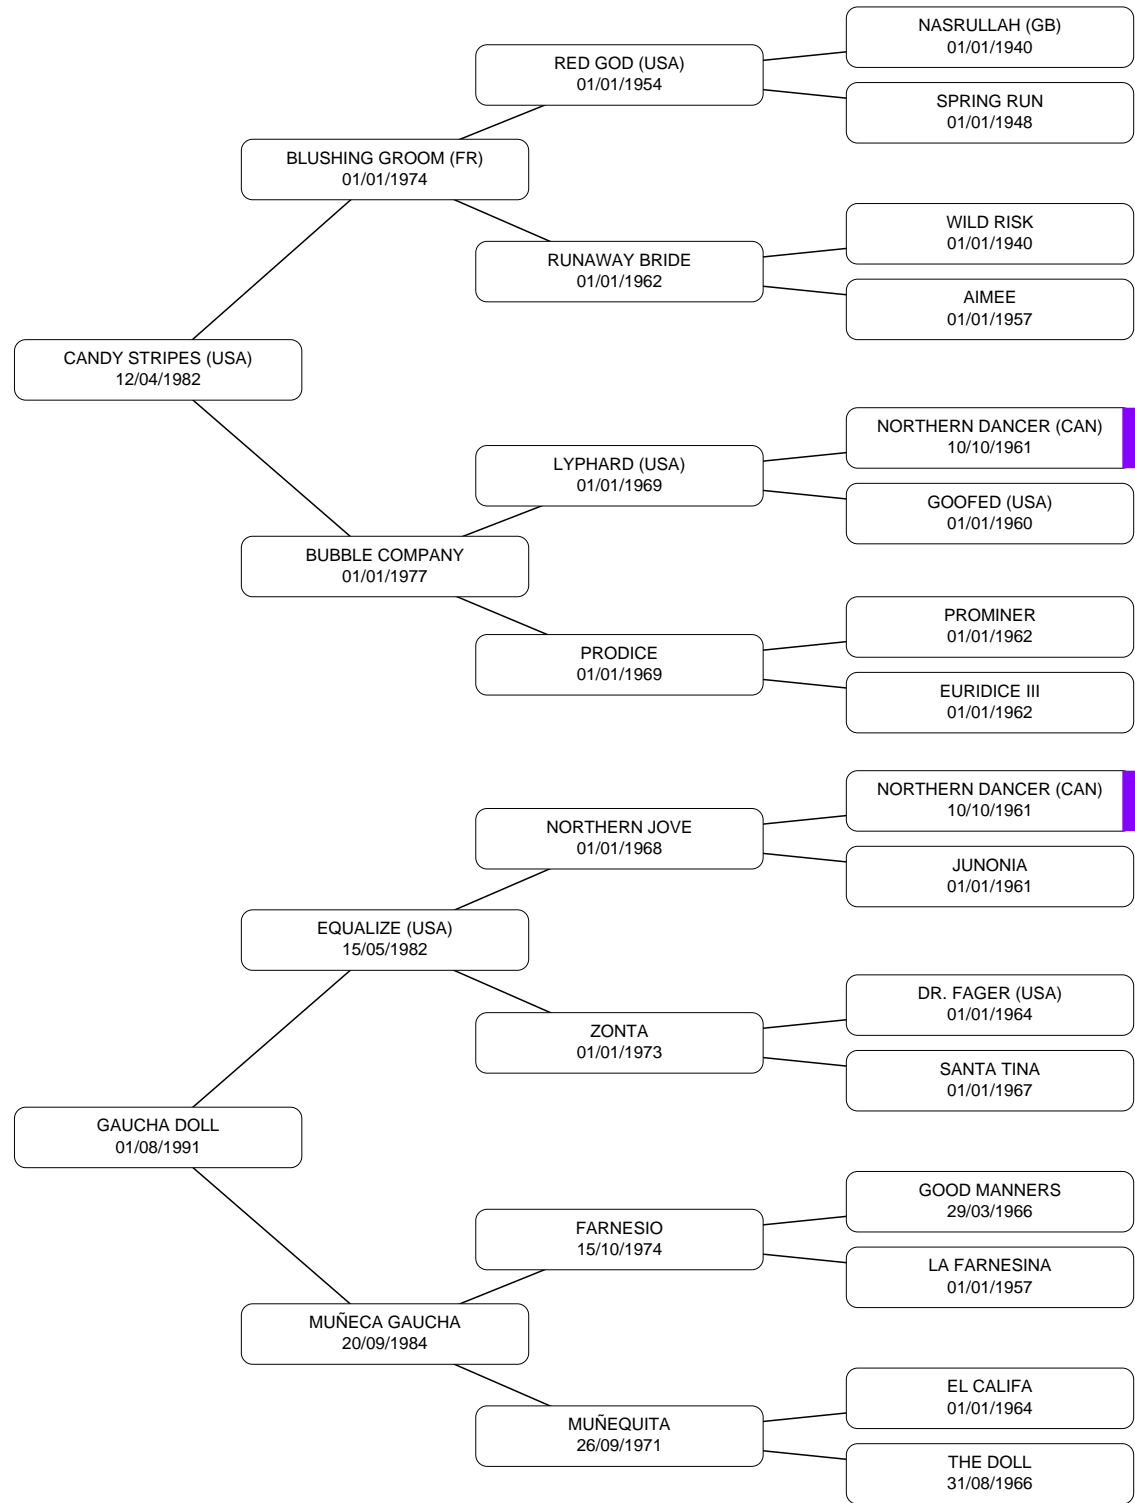 NASRULLAH (GB)
01/01/1940
RED GOD (USA)
01/01/1954
SPRING RUN
01/01/1948
BLUSHING GROOM (FR)
01/01/1974
WILD RISK
01/01/1940
RUNAWAY BRIDE
01/01/1962
AIMEE
01/01/1957
CANDY STRIPES (USA)
12/04/1982
NORTHERN DANCER (CAN)
10/10/1961
LYPHARD (USA)
01/01/1969
GOOFED (USA)
01/01/1960
BUBBLE COMPANY
01/01/1977
PROMINER
01/01/1962
PRODICE
01/01/1969
EURIDICE III
01/01/1962
NORTHERN DANCER (CAN)
10/10/1961
NORTHERN JOVE
01/01/1968
JUNONIA
01/01/1961
EQUALIZE (USA)
15/05/1982
DR. FAGER (USA)
01/01/1964
ZONTA
01/01/1973
SANTA TINA
01/01/1967
GAUCHA DOLL
01/08/1991
GOOD MANNERS
29/03/1966
FARNESIO
15/10/1974
LA FARNESINA
01/01/1957
MUÑECA GAUCHA
20/09/1984
EL CALIFA
01/01/1964
MUÑEQUITA
26/09/1971
THE DOLL
31/08/1966